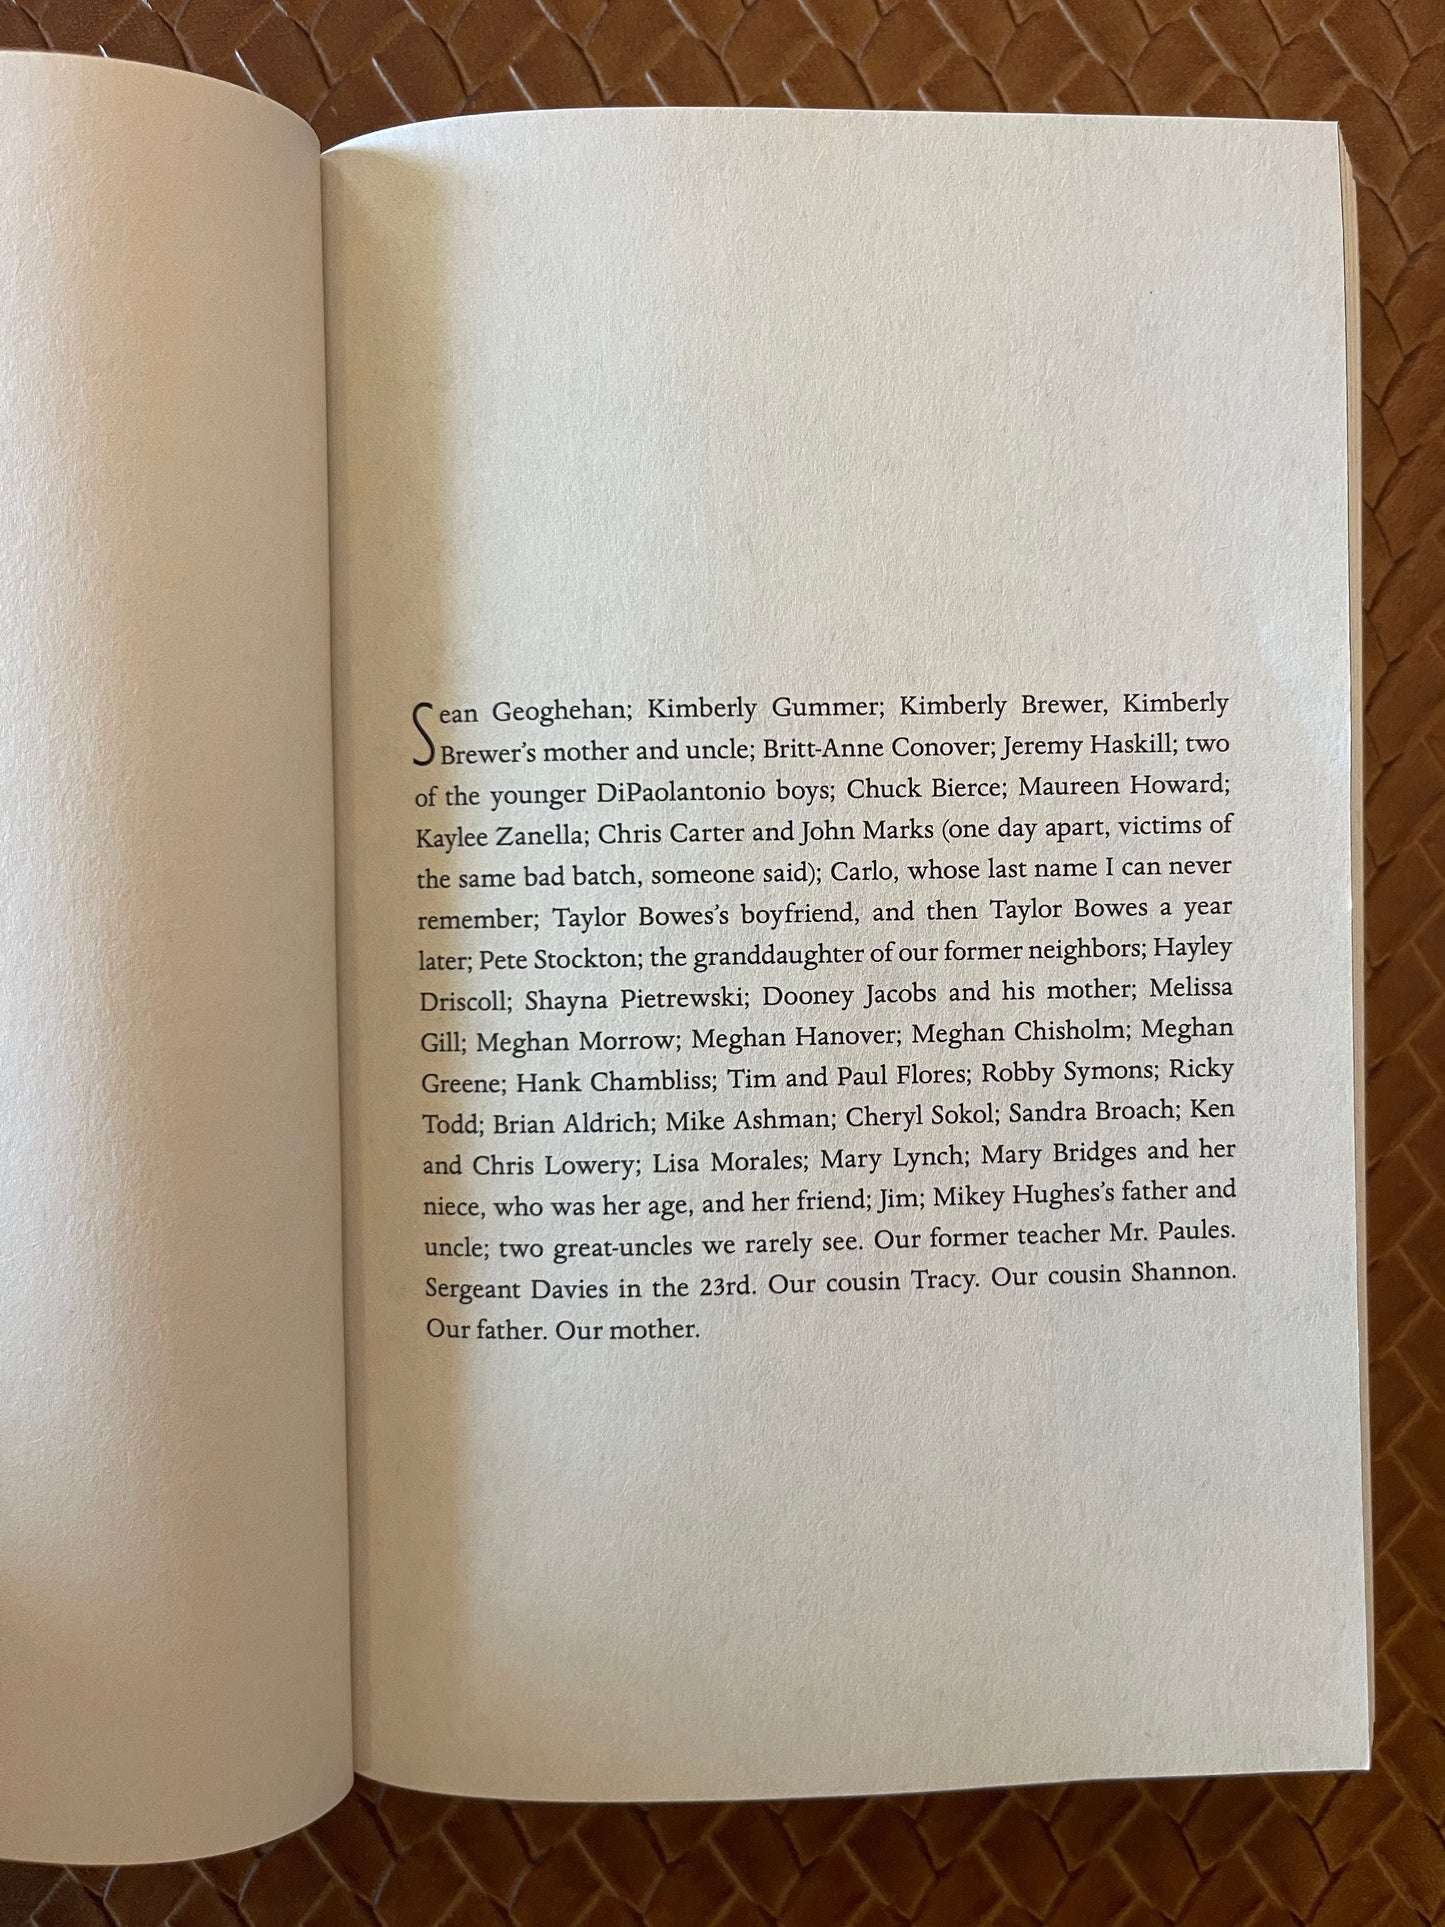 Sean Geoghehan; Kimberly Gummer; Kimberly Brewer, Kimberly
Brewer’s mother and uncle; Britt-Anne Conover; Jeremy Haskill; two
of the younger DiPaolantonio boys; Chuck Bierce; Maureen Howard;
Kaylee Zanella; Chris Carter and John Marks (one day apart, victims of
the same bad batch, someone said); Carlo, whose last name I can never
remember; Taylor Bowes’s boyfriend, and then Taylor Bowes a year
later; Pete Stockton; the granddaughter of our former neighbors; Hayley
Driscoll; Shayna Pietrewski; Dooney Jacobs and his mother; Melissa
Gill; Meghan Morrow; Meghan Hanover; Meghan Chisholm; Meghan
Greene; Hank Chambliss; Tim and Paul Flores; Robby Symons; Ricky
Todd; Brian Aldrich; Mike Ashman; Cheryl Sokol; Sandra Broach; Ken
and Chris Lowery; Lisa Morales; Mary Lynch; Mary Bridges and her
niece, who was her age, and her friend; Jim; Mikey Hughes’s father and
uncle; two great-uncles we rarely see. Our former teacher Mr. Paules.
Sergeant Davies in the 23rd. Our cousin Tracy. Our cousin Shannon.
Our father. Our mother.